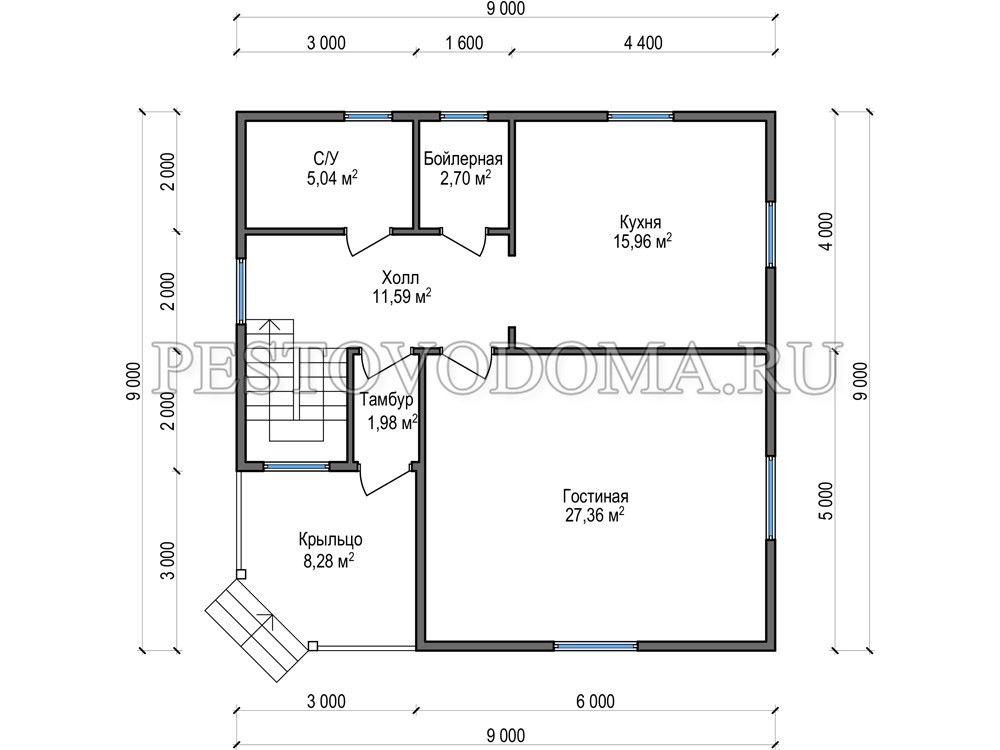 9 000
3 000
1 600
4 400
С/У
5,04 м²
Бойлерная
2,70 м²
2 000
Кухня
15,96 м²
4 000
Холл
11,59 м²
2 000
PESTOVODOMA.RU
9 000
9 000
Тамбур
1,98 м²
2 000
Гостиная
27,36 м²
5 000
Крыльцо
8,28 м²
3 000
3 000
6 000
9 000